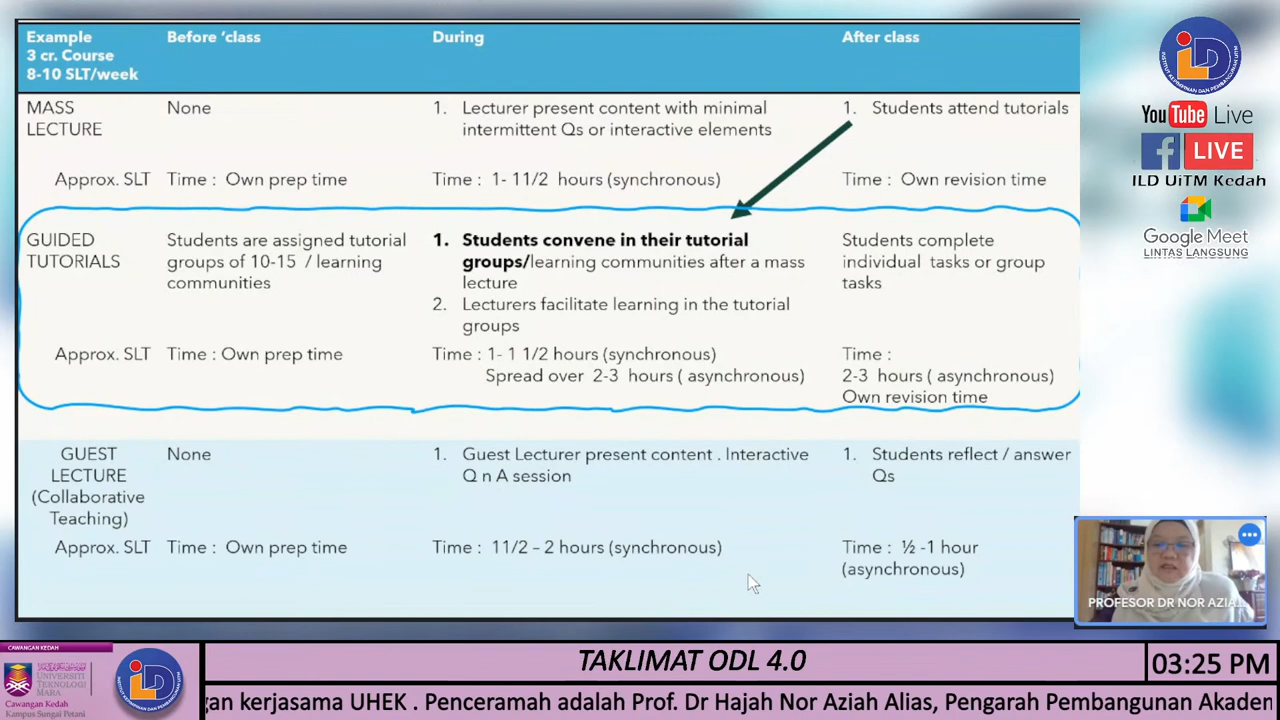 Example
3 cr. Course
8-10 SLT/week
Before ‘class
During
After class
MASS
LECTURE
None
1. Lecturer present content with minimal
intermittent Qs or interactive elements
1. Students attend tutorials
Approx. SLT
Time : Own prep time
Time : 1- 11/2 hours (synchronous)
Time : Own revision time
GUIDED
TUTORIALS
Students are assigned tutorial
groups of 10-15 / learning
communities
1. Students convene in their tutorial
groups/learning communities after a mass
lecture
2. Lecturers facilitate learning in the tutorial
groups
Students complete
individual tasks or group
tasks
Approx. SLT
Time : Own prep time
Time : 1- 1 1/2 hours (synchronous)
Spread over 2-3 hours ( asynchronous)
Time :
2-3 hours ( asynchronous)
Own revision time
GUEST
LECTURE
(Collaborative
Teaching)
None
1. Guest Lecturer present content . Interactive
Q n A session
1. Students reflect / answer
Qs
Approx. SLT
Time : Own prep time
Time : 11/2 – 2 hours (synchronous)
Time : ½ -1 hour
(asynchronous)
iLD
YouTube Live
LIVE
ILD UiTM Kedah
Google Meet
LINTAS LANGSUNG
PROFESOR DR NOR AZIA...
CAWANGAN KEDAH
UNIVERSITI
TEKNOLOGI
MARA
Cawangan Kedah
Kampus Sungai Petani
iLD
TAKLIMAT ODL 4.0
03:25 PM
gan kerjasama UHEK . Penceramah adalah Prof. Dr Hajah Nor Aziah Alias, Pengarah Pembangunan Akadem